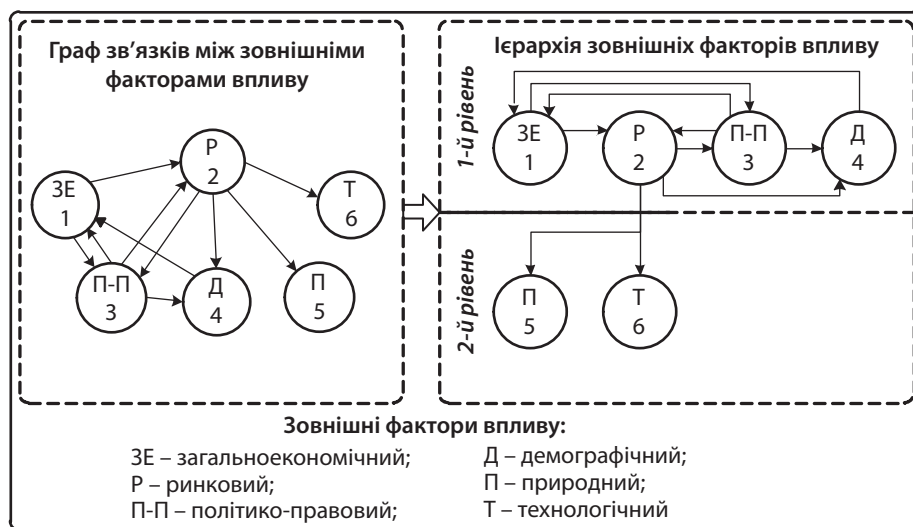 Граф зв’язків між зовнішніми
факторами впливу
Р
2
ЗЕ
1
Т
6
П-П
3
Д
4
П
5
Ієрархія зовнішніх факторів впливу
1-й рівень
ЗЕ
1
Р
2
П-П
3
Д
4
2-й рівень
П
5
Т
6
Зовнішні фактори впливу:
ЗЕ – загальноекономічний;
Р – ринковий;
П-П – політико-правовий;
Д – демографічний;
П – природний;
Т – технологічний